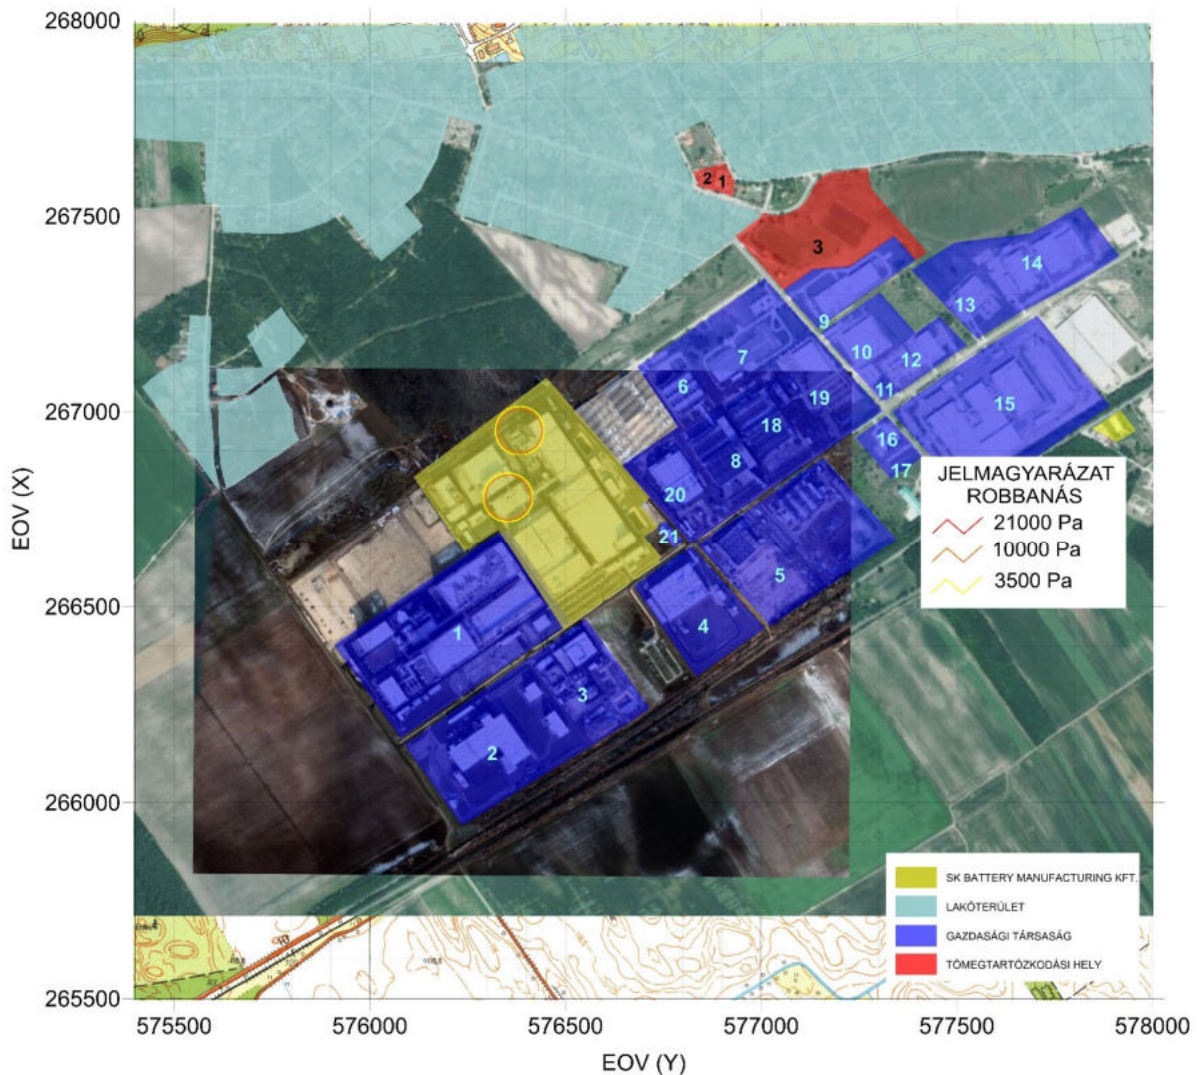 268000
267500
267000
266500
266000
265500
EOV (X)
2 1
3
14
13
9
10
12
7
6
11
19
15
18
16
8
17
20
21
5
1
4
3
2
JELMAGYARÁZAT
ROBBANÁS
21000 Pa
10000 Pa
3500 Pa
SK BATTERY MANUFACTURING KFT.
LAKÓTERÜLET
GAZDASÁGI TÁRSASÁG
TÖMEGTARTÓZKODÁSI HELY
575500 576000 576500 577000 577500 578000
EOV (Y)